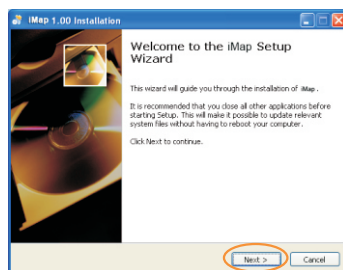 iMap 1.00 Installation
Welcome to the iMap Setup
Wizard
This wizard will guide you through the installation of iMap.
It is recommended that you close all other applications before
starting Setup. This will make it possible to update relevant
system files without having to reboot your computer.
Click Next to continue.
Next >
Cancel